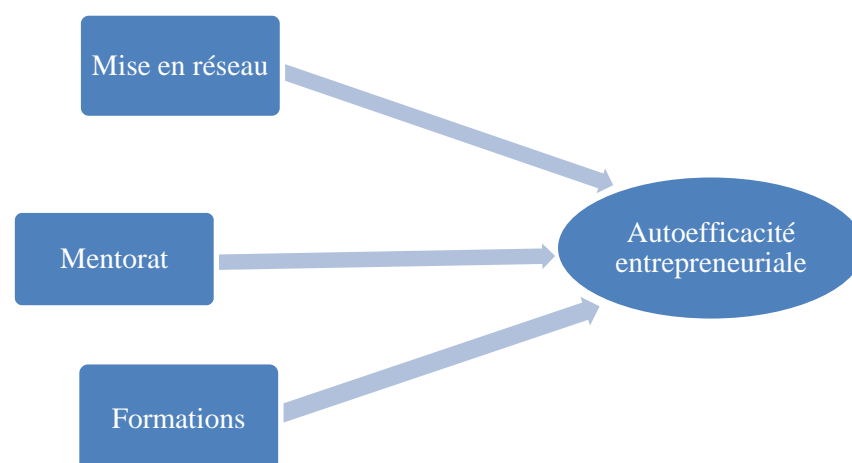 Mise en réseau
Mentorat
Autoefficacité
entrepreneuriale
Formations